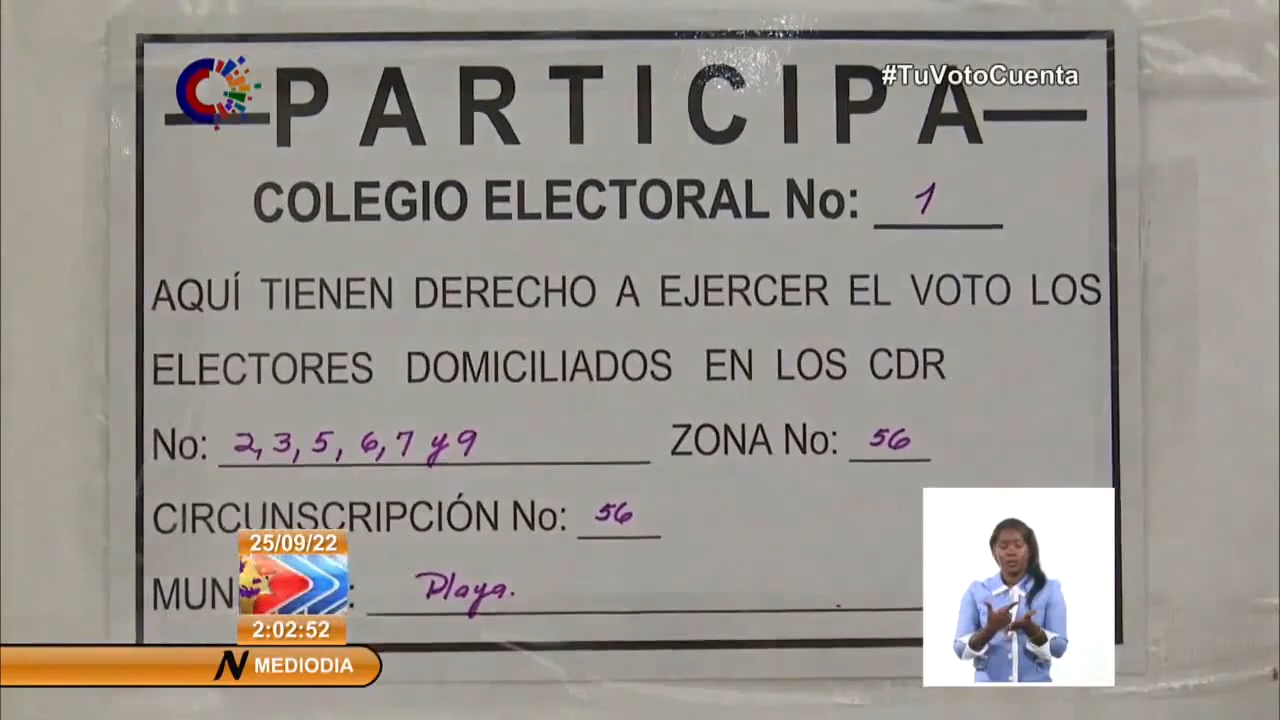 #TuVotoCuenta
PARTICIPA
COLEGIO ELECTORAL No: 1
AQUÍ TIENEN DERECHO A EJERCER EL VOTO LOS
ELECTORES DOMICILIADOS EN LOS CDR
No: 2, 3, 5, 6, 7 y 9 ZONA No: 56
CIRCUNSCRIPCIÓN No: 56
25/09/22
MUN : Playa.
2:02:52
N MEDIODIA